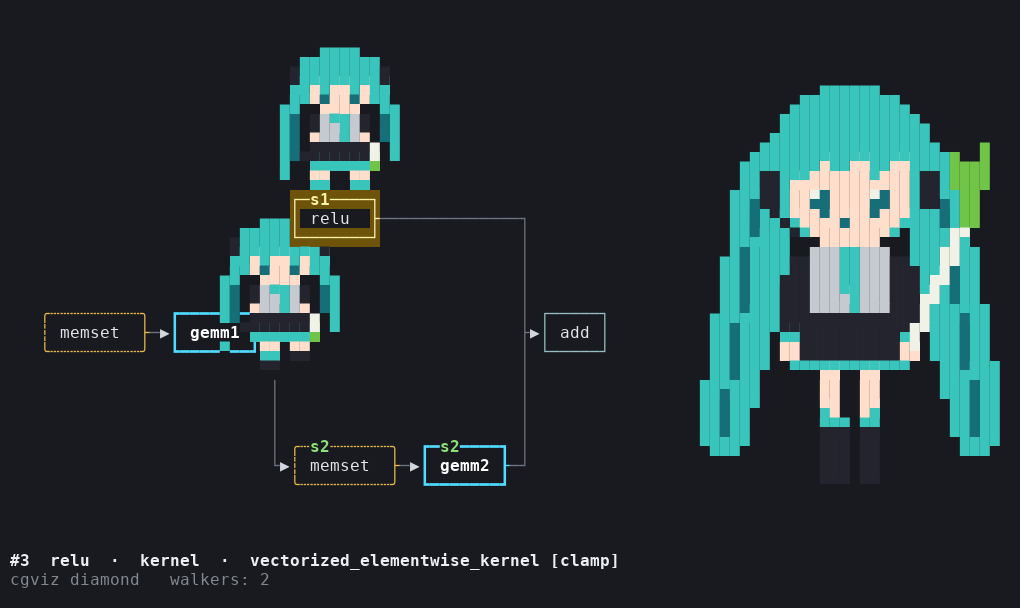 s1
relu
memset
gemm1
add
s2
s2
memset
gemm2
#3 relu · kernel · vectorized_elementwise_kernel [clamp]
cgviz diamond walkers: 2